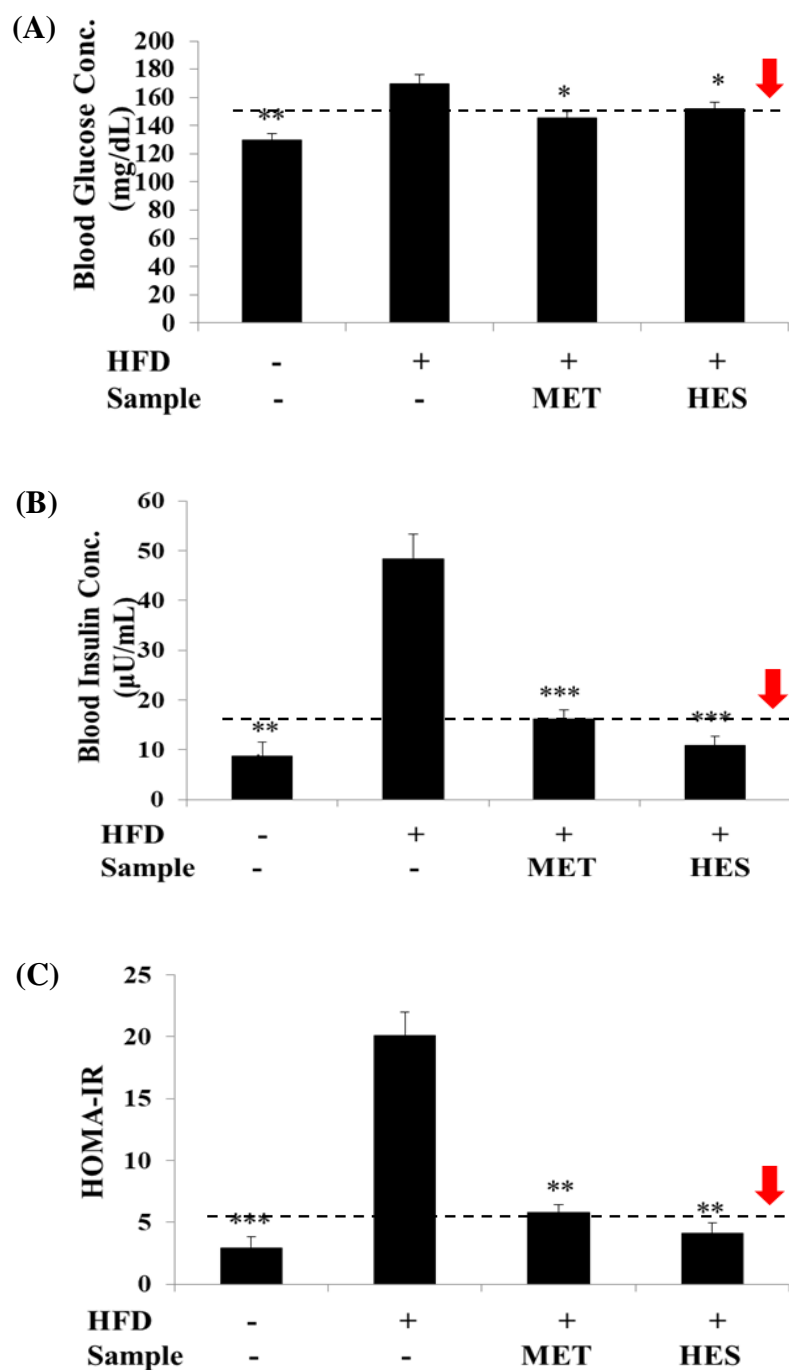 (A)
Blood Glucose Conc.
(mg/dL)
200
180
160
140
120
100
80
60
40
20
0
**
*
*
HFD - + + +
Sample - - MET HES
(B)
Blood Insulin Conc.
(µU/mL)
60
50
40
30
20
10
0
**
***
***
HFD - + + +
Sample - - MET HES
(C)
HOMA-IR
25
20
15
10
5
0
***
**
**
HFD - + + +
Sample - - MET HES